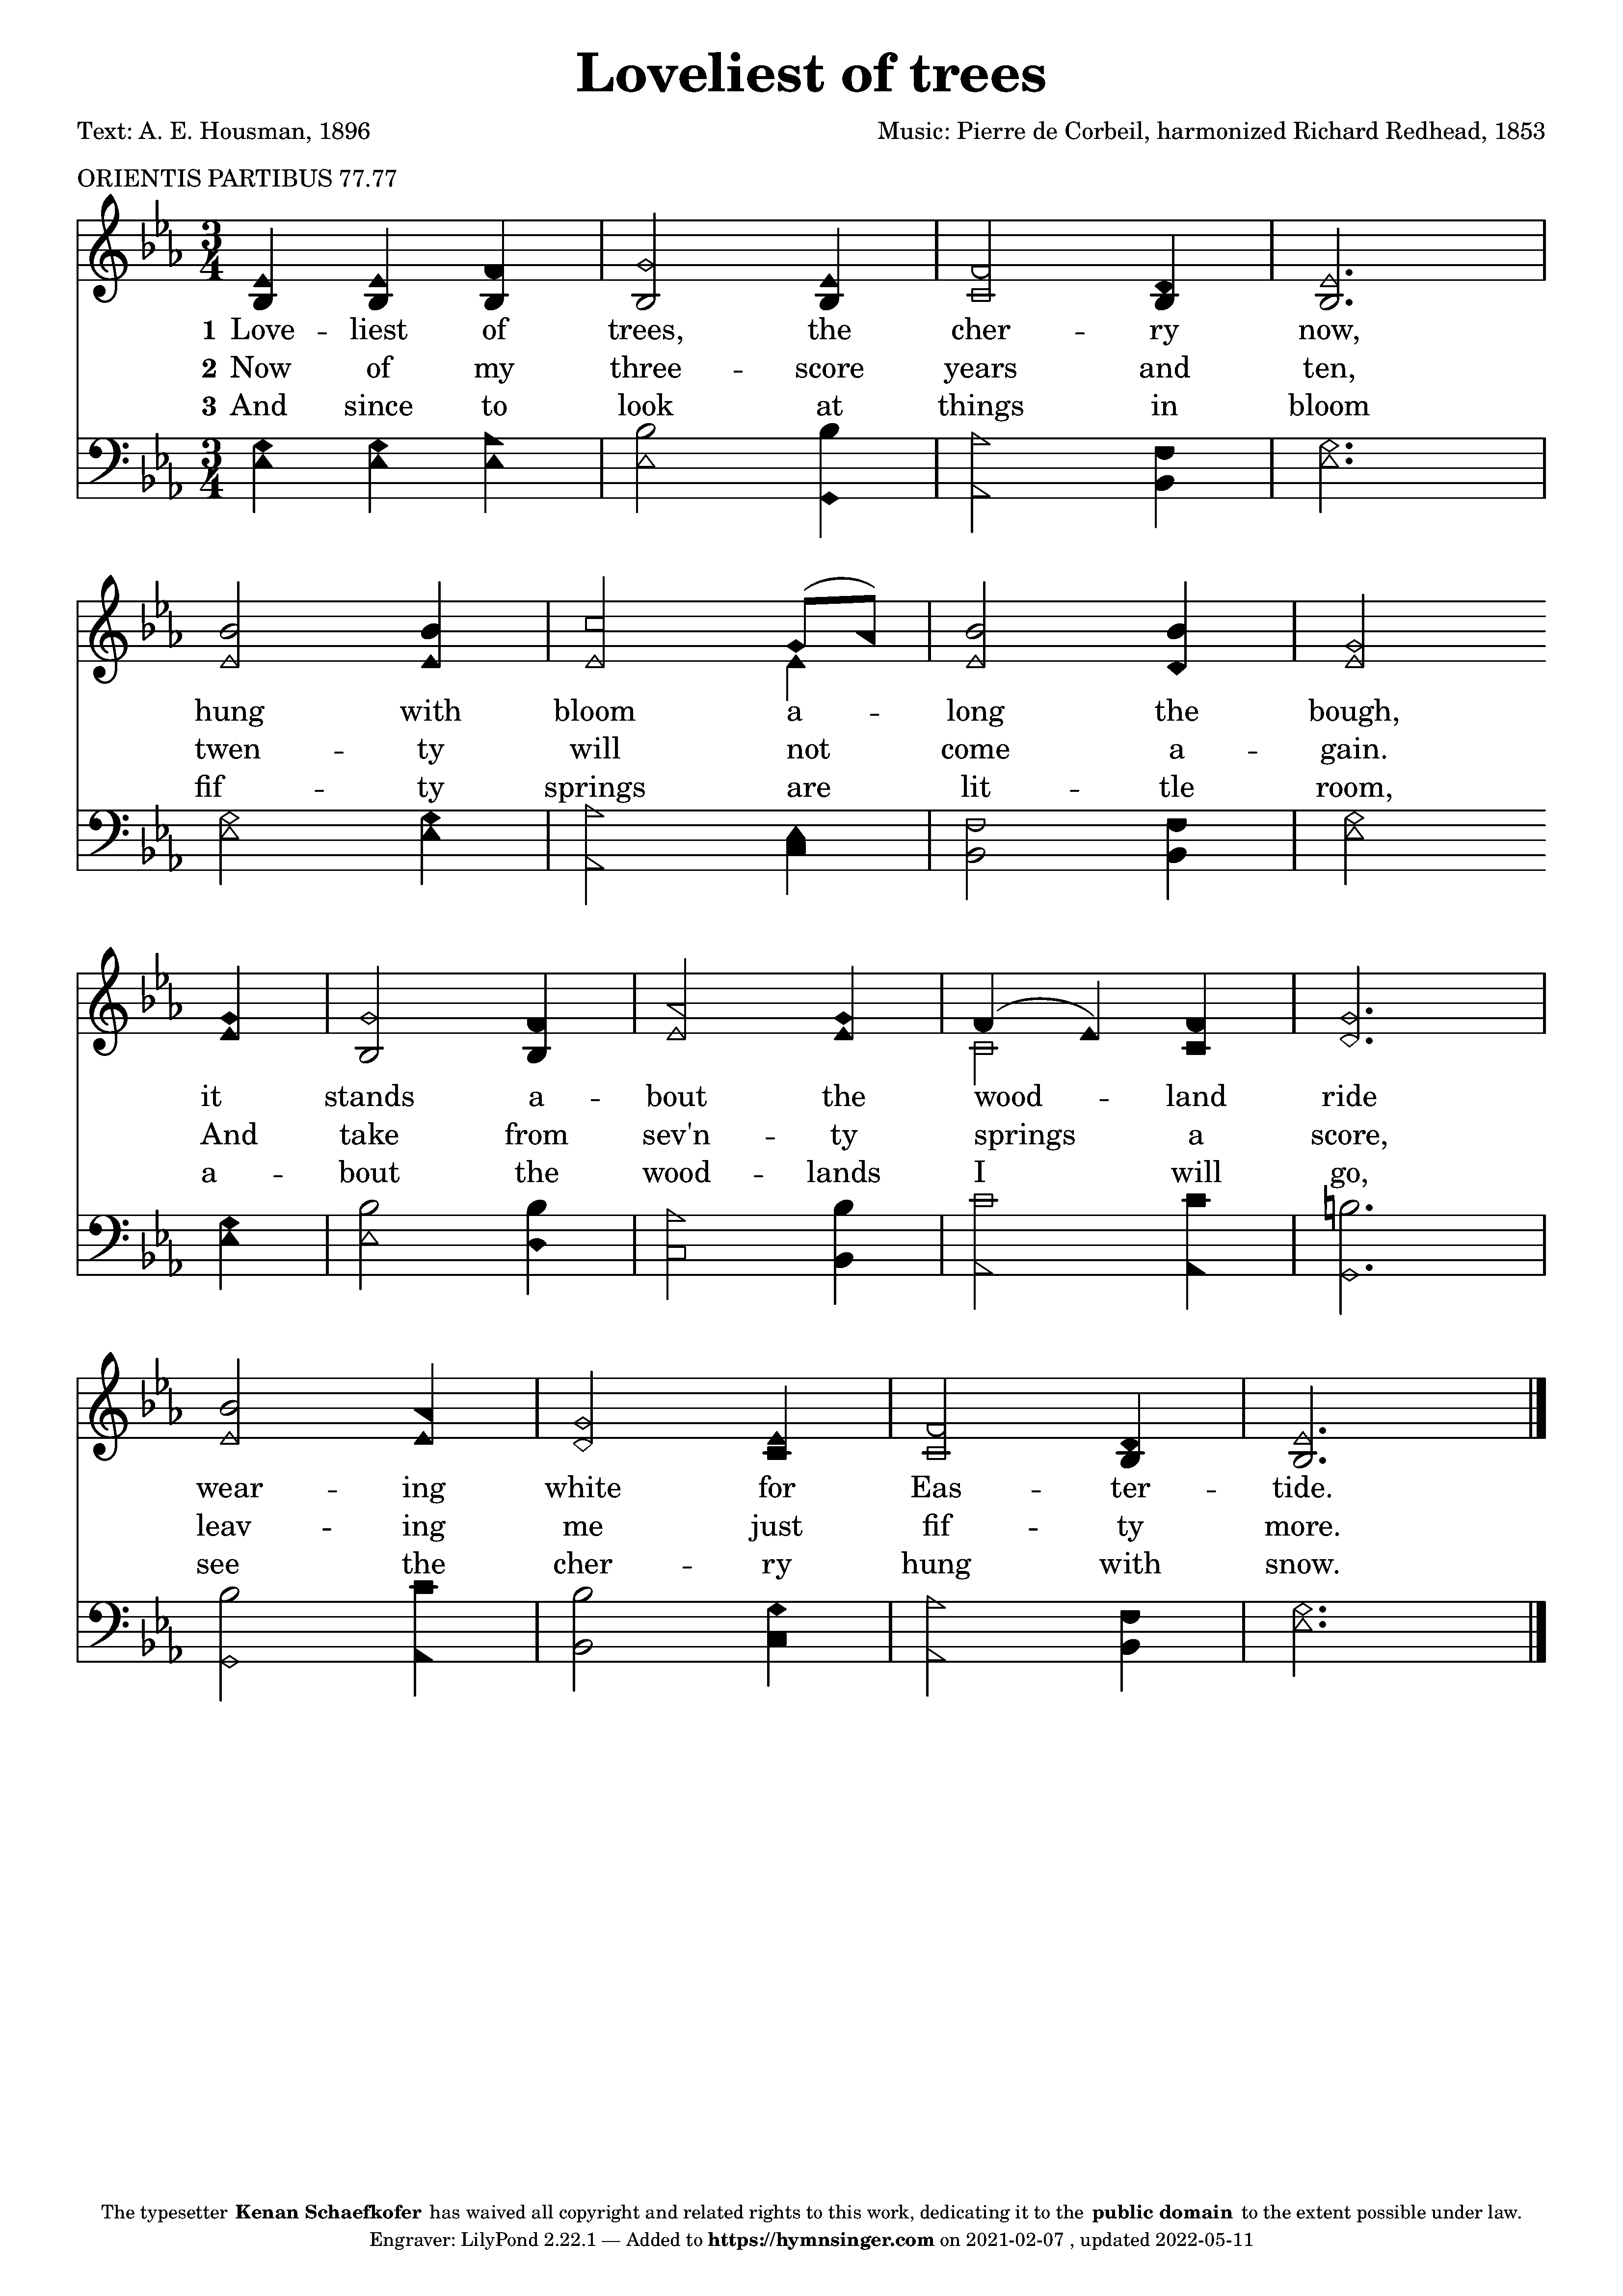 Loveliest of trees
Text: A. E. Housman, 1896
Music: Pierre de Corbeil, harmonized Richard Redhead, 1853
ORIENTIS PARTIBUS 77.77
1 Love -- liest of trees, the cher -- ry now,
2 Now of my three -- score years and ten,
3 And since to look at things in bloom
hung with bloom a -- long the bough,
twen -- ty will not come a -- gain.
fif -- ty springs are lit -- tle room,
it stands a -- bout the wood -- land ride
And take from sev'n -- ty springs a score,
a -- bout the wood -- lands I will go,
wear -- ing white for Eas -- ter -- tide.
leav -- ing me just fif -- ty more.
see the cher -- ry hung with snow.
The typesetter Kenan Schaefkofer has waived all copyright and related rights to this work, dedicating it to the public domain to the extent possible under law.
Engraver: LilyPond 2.22.1 — Added to https://hymnsinger.com on 2021-02-07 , updated 2022-05-11